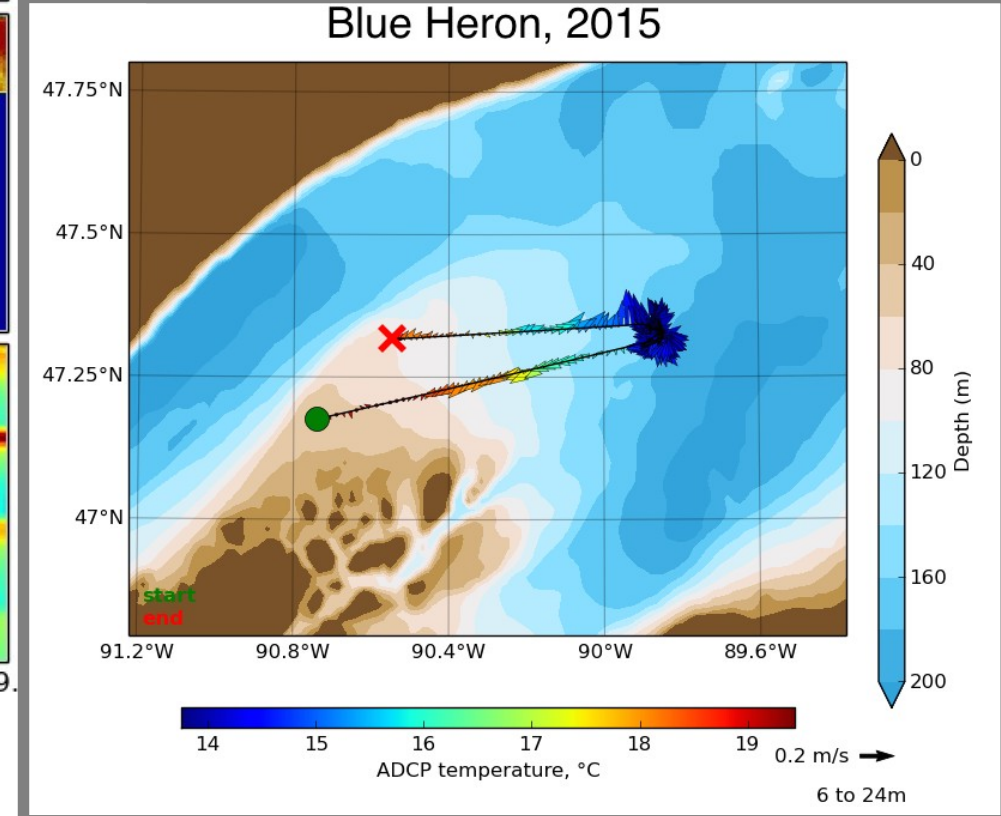 Blue Heron, 2015
47.75°N
47.5°N
47.25°N
47°N
start
end
91.2°W 90.8°W 90.4°W 90°W 89.6°W
0
40
80
120
160
200
Depth (m)
14 15 16 17 18 19
ADCP temperature, °C
0.2 m/s
6 to 24m
9.